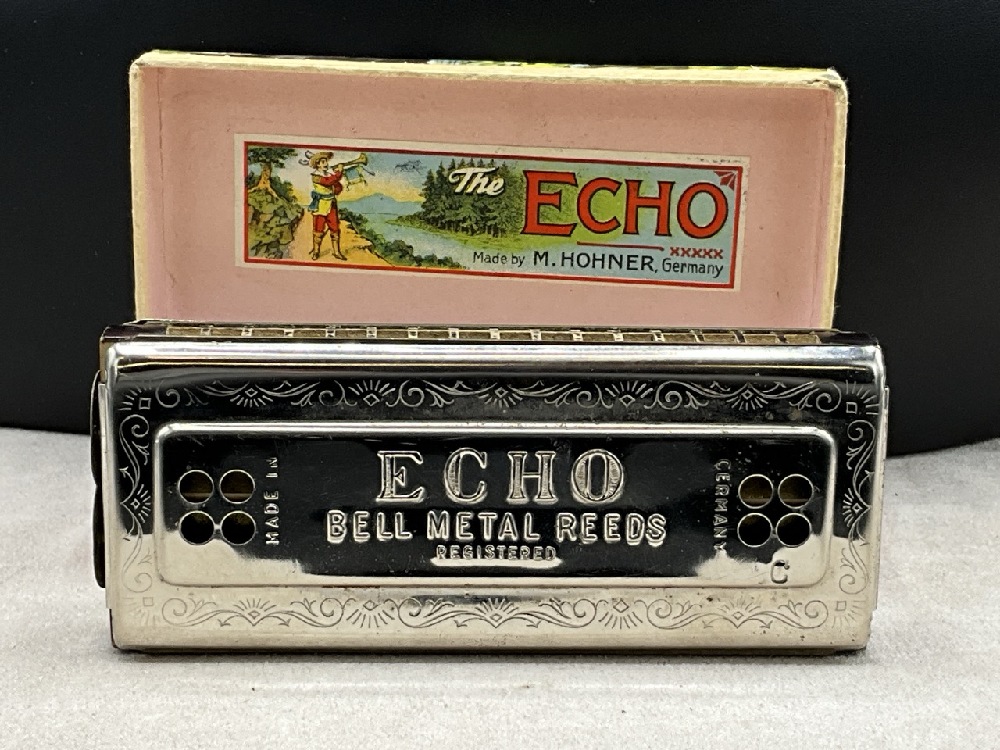 The ECHO
xxxxx
Made by M. HOHNER, Germany
ECHO
BELL METAL REEDS
REGISTERED
MADE IN
GERMANY
C